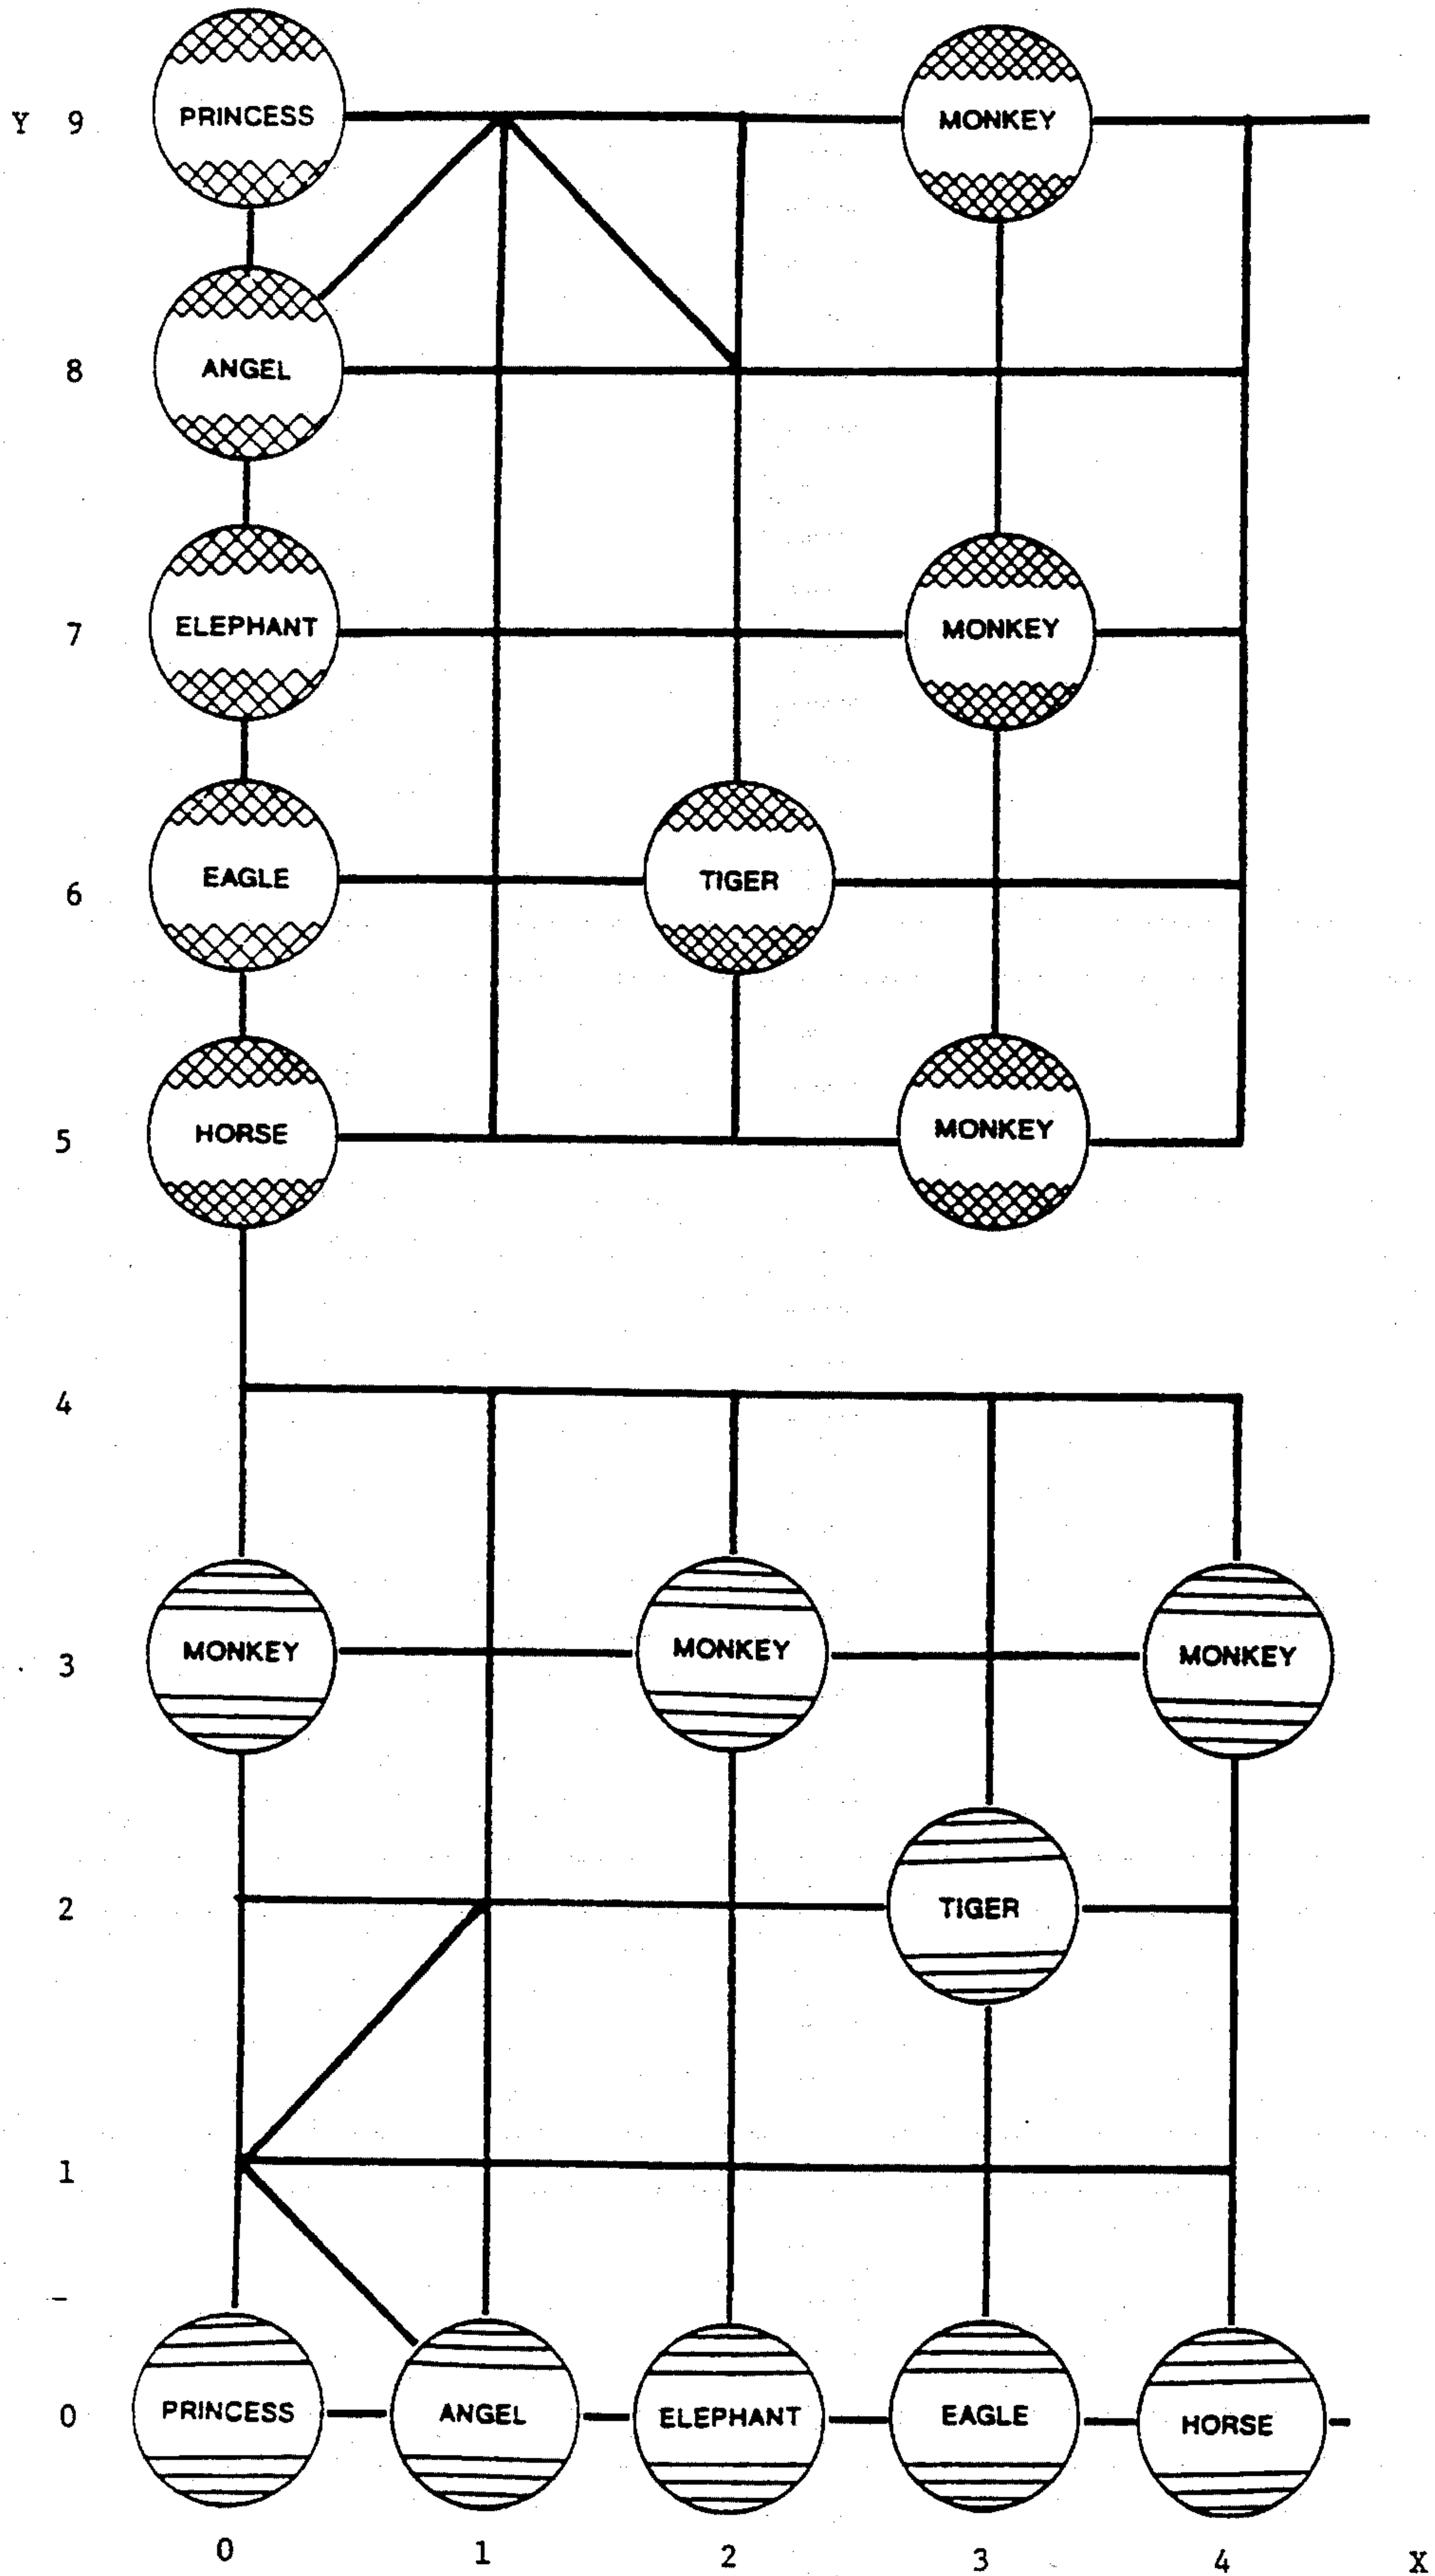 Y 9 PRINCESS MONKEY
8 ANGEL
7 ELEPHANT MONKEY
6 EAGLE TIGER
5 HORSE MONKEY
4
3 MONKEY MONKEY MONKEY
2 TIGER
1
0 PRINCESS ANGEL ELEPHANT EAGLE HORSE
0 1 2 3 4 X